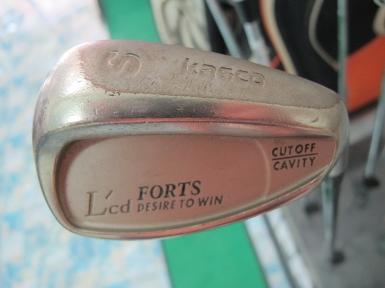 S
Kasco
CUTOFF
CAVITY
L'cd FORTS
DESIRE TO WIN